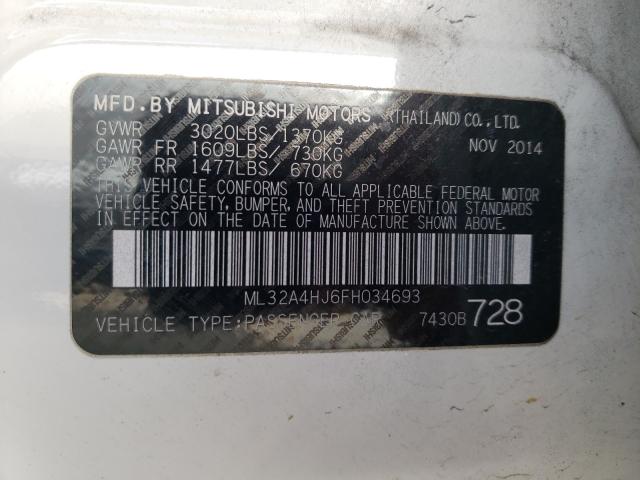 MFD.BY MITSUBISHI MOTORS (THAILAND)CO.,LTD.
GVWR 3020LBS/1370KG NOV 2014
GAWR FR 1609LBS/ 730KG
GAWR RR 1477LBS/ 670KG
THIS VEHICLE CONFORMS TO ALL APPLICABLE FEDERAL MOTOR
VEHICLE SAFETY, BUMPER, AND THEFT PREVENTION STANDARDS
IN EFFECT ON THE DATE OF MANUFACTURE SHOWN ABOVE.
ML32A4HJ6FH034693
VEHICLE TYPE:PASSENGER CAR 7430B 728